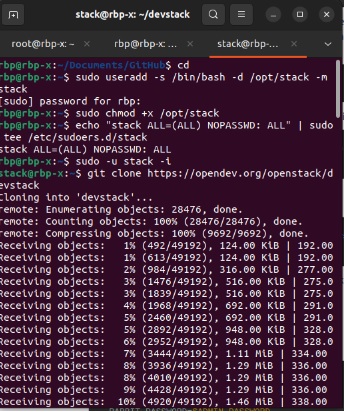 stack@rbp-x: ~/devstack
root@rbp-x: ~
rbp@rbp-x: ...
stack@rbp-...
rbp@rbp-x:~/Documents/GitHub$ cd
rbp@rbp-x:~$ sudo useradd -s /bin/bash -d /opt/stack -m
stack
[sudo] password for rbp:
rbp@rbp-x:~$ sudo chmod +x /opt/stack
rbp@rbp-x:~$ echo "stack ALL=(ALL) NOPASSWD: ALL" | sudo
tee /etc/sudoers.d/stack
stack ALL=(ALL) NOPASSWD: ALL
rbp@rbp-x:~$ sudo -u stack -i
stack@rbp-x:~$ git clone https://opendev.org/openstack/d
evstack
Cloning into 'devstack'...
remote: Enumerating objects: 28476, done.
remote: Counting objects: 100% (28476/28476), done.
remote: Compressing objects: 100% (9692/9692), done.
Receiving objects:   1% (492/49192), 124.00 KiB | 192.00
Receiving objects:   1% (613/49192), 124.00 KiB | 192.00
Receiving objects:   2% (984/49192), 316.00 KiB | 277.00
Receiving objects:   3% (1476/49192), 516.00 KiB | 275.0
Receiving objects:   3% (1839/49192), 516.00 KiB | 275.0
Receiving objects:   4% (1968/49192), 692.00 KiB | 291.0
Receiving objects:   5% (2460/49192), 692.00 KiB | 291.0
Receiving objects:   5% (2892/49192), 948.00 KiB | 328.0
Receiving objects:   6% (2952/49192), 948.00 KiB | 328.0
Receiving objects:   7% (3444/49192), 1.11 MiB | 334.00
Receiving objects:   8% (3936/49192), 1.29 MiB | 336.00
Receiving objects:   8% (4010/49192), 1.29 MiB | 336.00
Receiving objects:   9% (4428/49192), 1.29 MiB | 336.00
Receiving objects:  10% (4920/49192), 1.46 MiB | 338.00